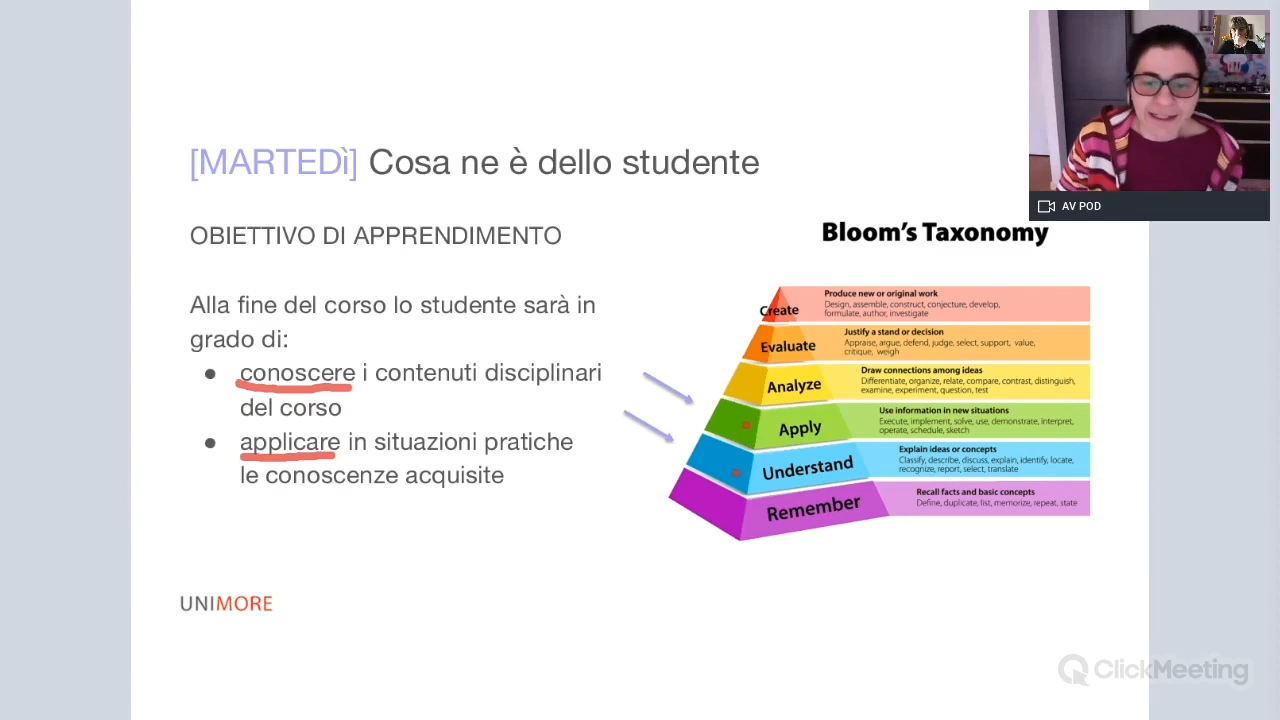 [MARTEDì] Cosa ne è dello studente
OBIETTIVO DI APPRENDIMENTO
Alla fine del corso lo studente sarà in
grado di:
● conoscere i contenuti disciplinari
del corso
● applicare in situazioni pratiche
le conoscenze acquisite
UNIMORE
AV POD
Bloom's Taxonomy
Create
Produce new or original work
Design, assemble, construct, conjecture, develop,
formulate, author, investigate
Evaluate
Justify a stand or decision
Appraise, argue, defend, judge, select, support, value,
critique, weigh
Analyze
Draw connections among ideas
Differentiate, organize, relate, compare, contrast, distinguish,
examine, experiment, question, test
Apply
Use information in new situations
Execute, implement, solve, use, demonstrate, interpret,
operate, schedule, sketch
Understand
Explain ideas or concepts
Classify, describe, discuss, explain, identify, locate,
recognize, report, select, translate
Remember
Recall facts and basic concepts
Define, duplicate, list, memorize, repeat, state
ClickMeeting